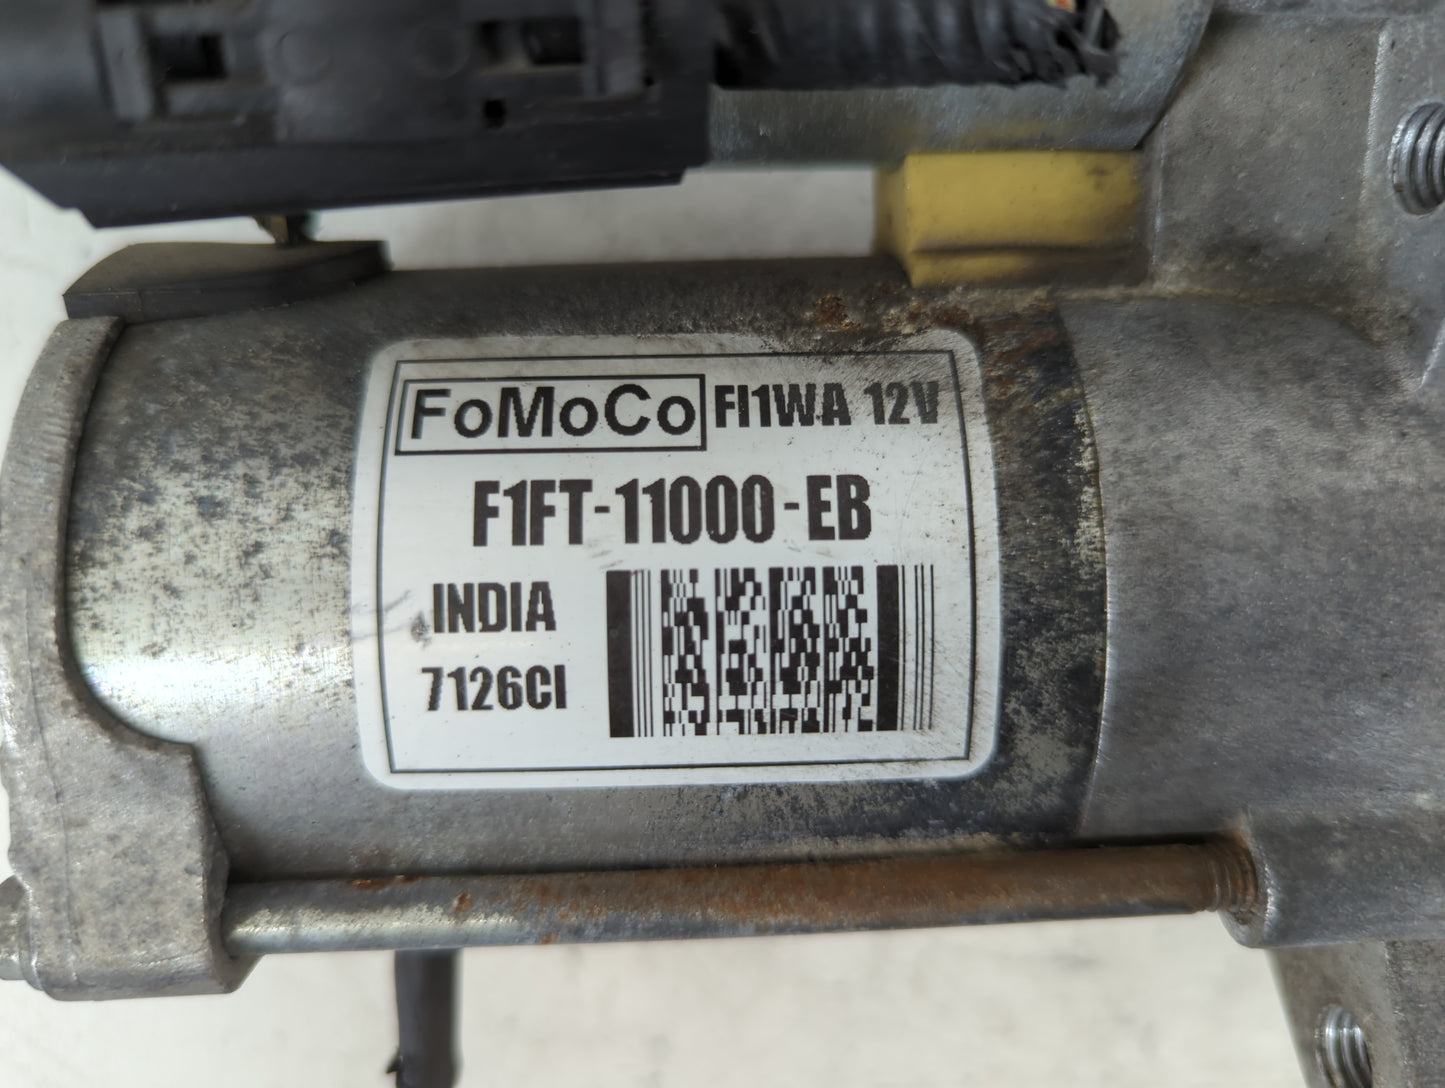 FoMoCo FI1WA 12V
F1FT-11000-EB
INDIA
7126CI